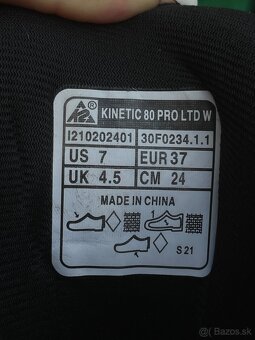 K2 ® KINETIC 80 PRO LTD W
I210202401 30F0234.1.1
US 7 EUR 37
UK 4.5 CM 24
MADE IN CHINA
S 21
Bazos.sk